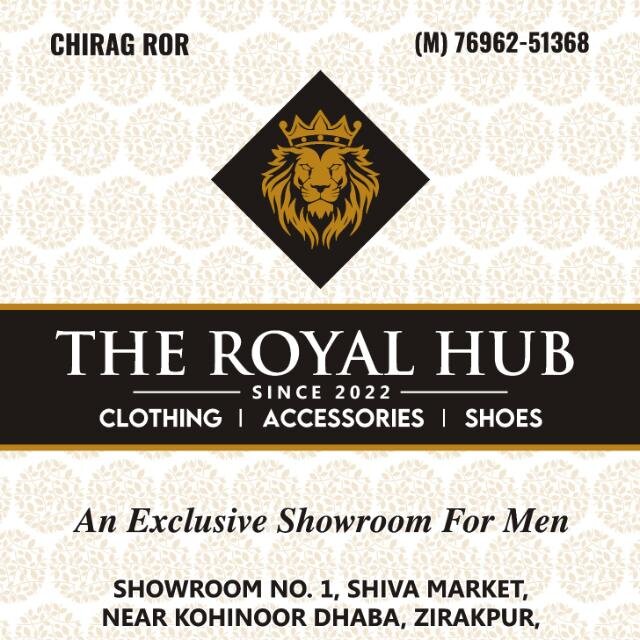 CHIRAG ROR (M) 76962-51368
THE ROYAL HUB
SINCE 2022
CLOTHING | ACCESSORIES | SHOES
An Exclusive Showroom For Men
SHOWROOM NO. 1, SHIVA MARKET,
NEAR KOHINOOR DHABA, ZIRAKPUR,